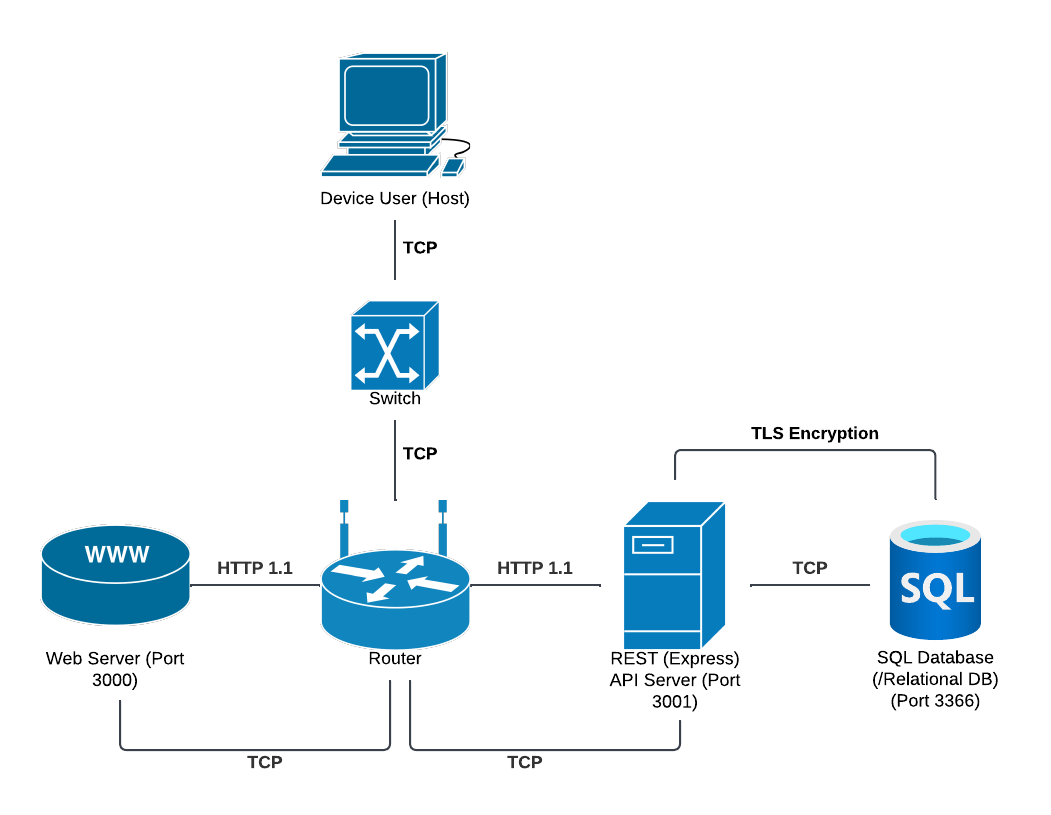 Device User (Host)
TCP
Switch
TCP
TLS Encryption
WWW
HTTP 1.1
HTTP 1.1
TCP
SQL
Web Server (Port
3000)
Router
REST (Express)
API Server (Port
3001)
SQL Database
(/Relational DB)
(Port 3366)
TCP
TCP